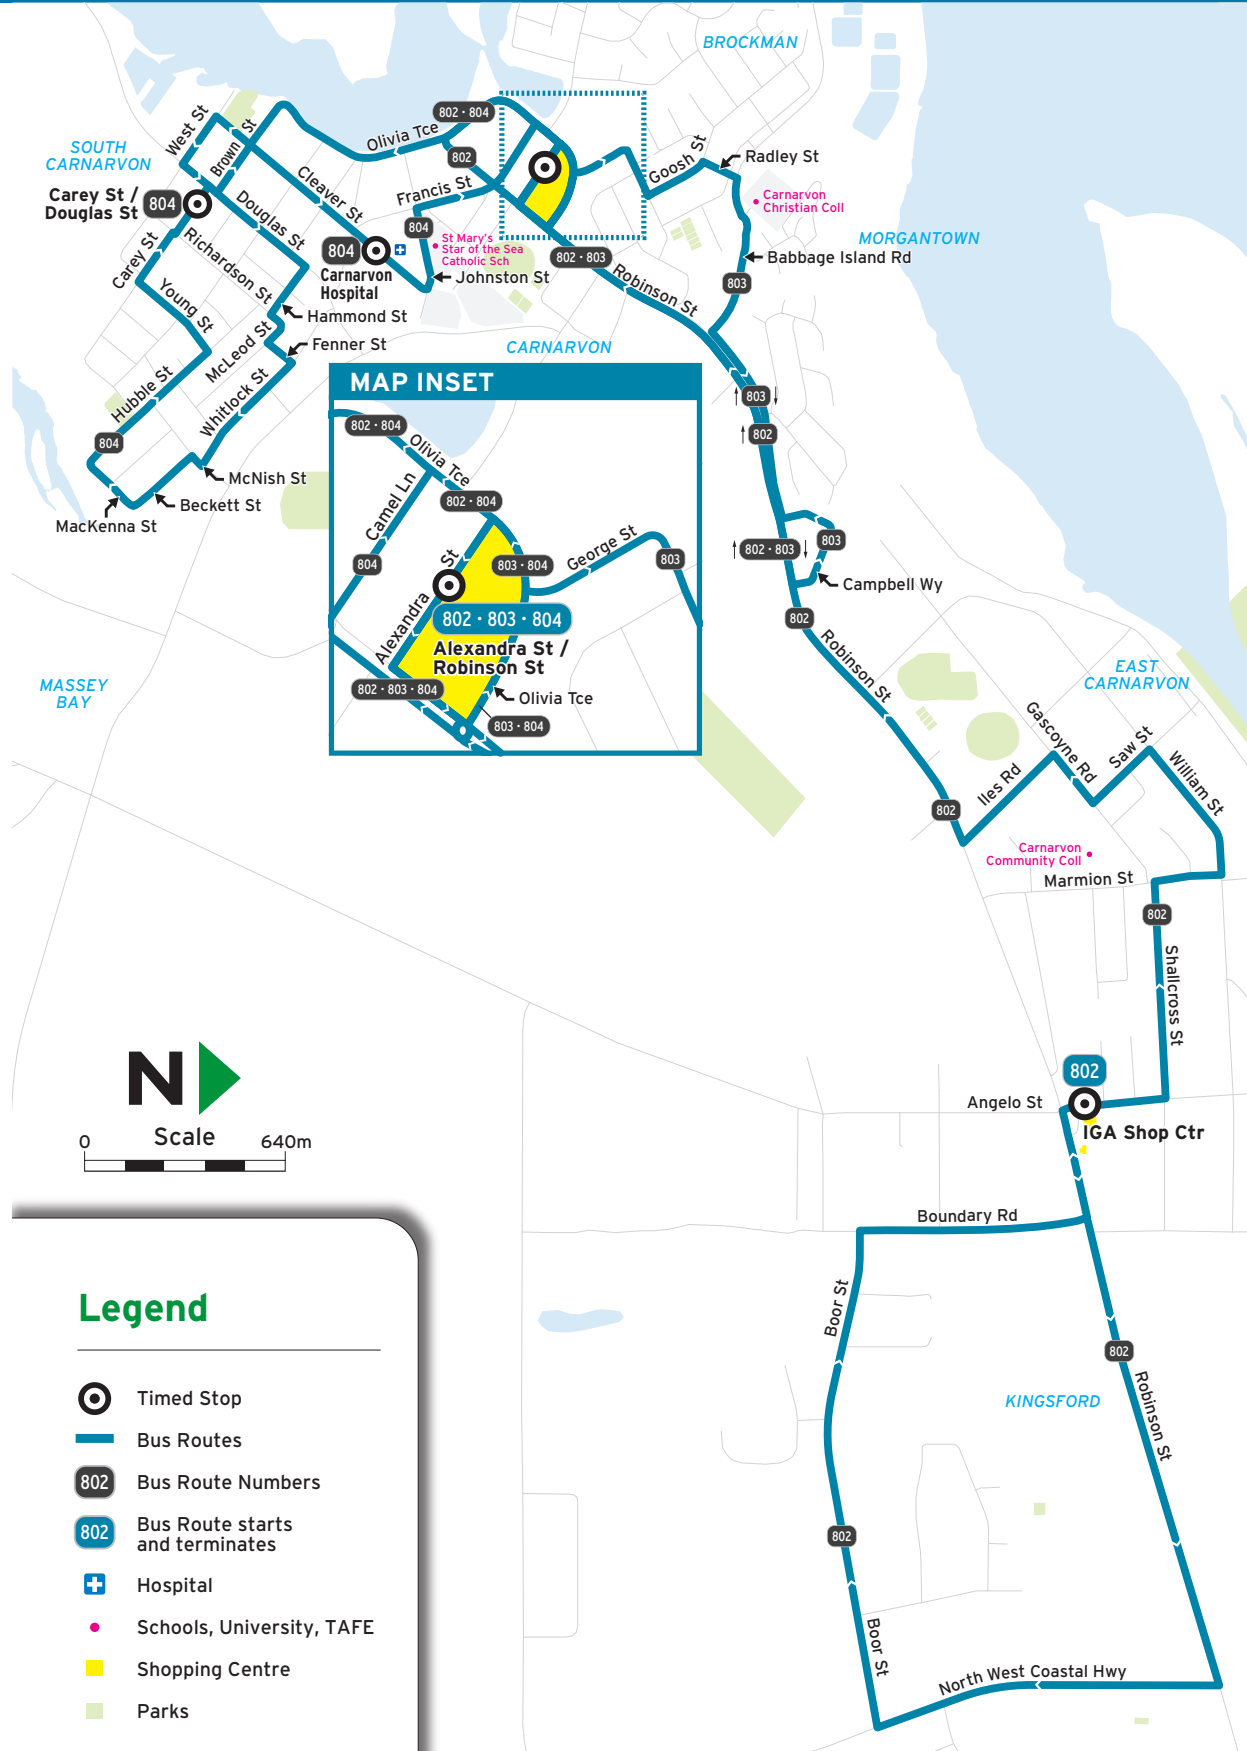 BROCKMAN
802 · 804
Olivia Tce
802
West St
Brown St
SOUTH
CARNARVON
Carey St /
Douglas St
804
Cleaver St
Francis St
Goosh St
Radley St
Carnarvon
Christian Coll
MORGANTOWN
Douglas St
804
Carnarvon
Hospital
804
St Mary's
Star of the Sea
Catholic Sch
Johnston St
802 · 803
Robinson St
Babbage Island Rd
803
Carey St
Richardson St
Young St
Hammond St
McLeod St
Fenner St
CARNARVON
Hubble St
Whitlock St
804
McNish St
Beckett St
MacKenna St
803
802
802 · 803
803
Campbell Wy
802
Robinson St
MAP INSET
802 · 804
Olivia Tce
Camel Ln
802 · 804
804
Alexandra St
803 · 804
George St
803
802 · 803 · 804
Alexandra St /
Robinson St
802 · 803 · 804
Olivia Tce
803 · 804
MASSEY
BAY
EAST
CARNARVON
Gascoyne Rd
Saw St
William St
Iles Rd
802
Carnarvon
Community Coll
Marmion St
802
Shallcross St
802
Angelo St
IGA Shop Ctr
N
0
Scale
640m
Boundary Rd
Boor St
802
KINGSFORD
Robinson St
802
Boor St
North West Coastal Hwy
Legend
Timed Stop
Bus Routes
802
Bus Route Numbers
802
Bus Route starts
and terminates
Hospital
Schools, University, TAFE
Shopping Centre
Parks